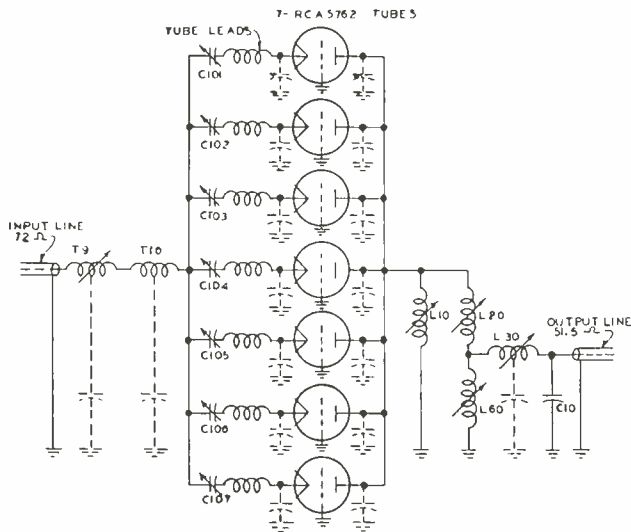 7-RCA 5762 TUBES
TUBE LEADS
C101
C102
C103
INPUT LINE
72 Ω
T9
T10
C104
L10
L20
OUTPUT LINE
51.5 Ω
L30
C105
L60
C10
C106
C107